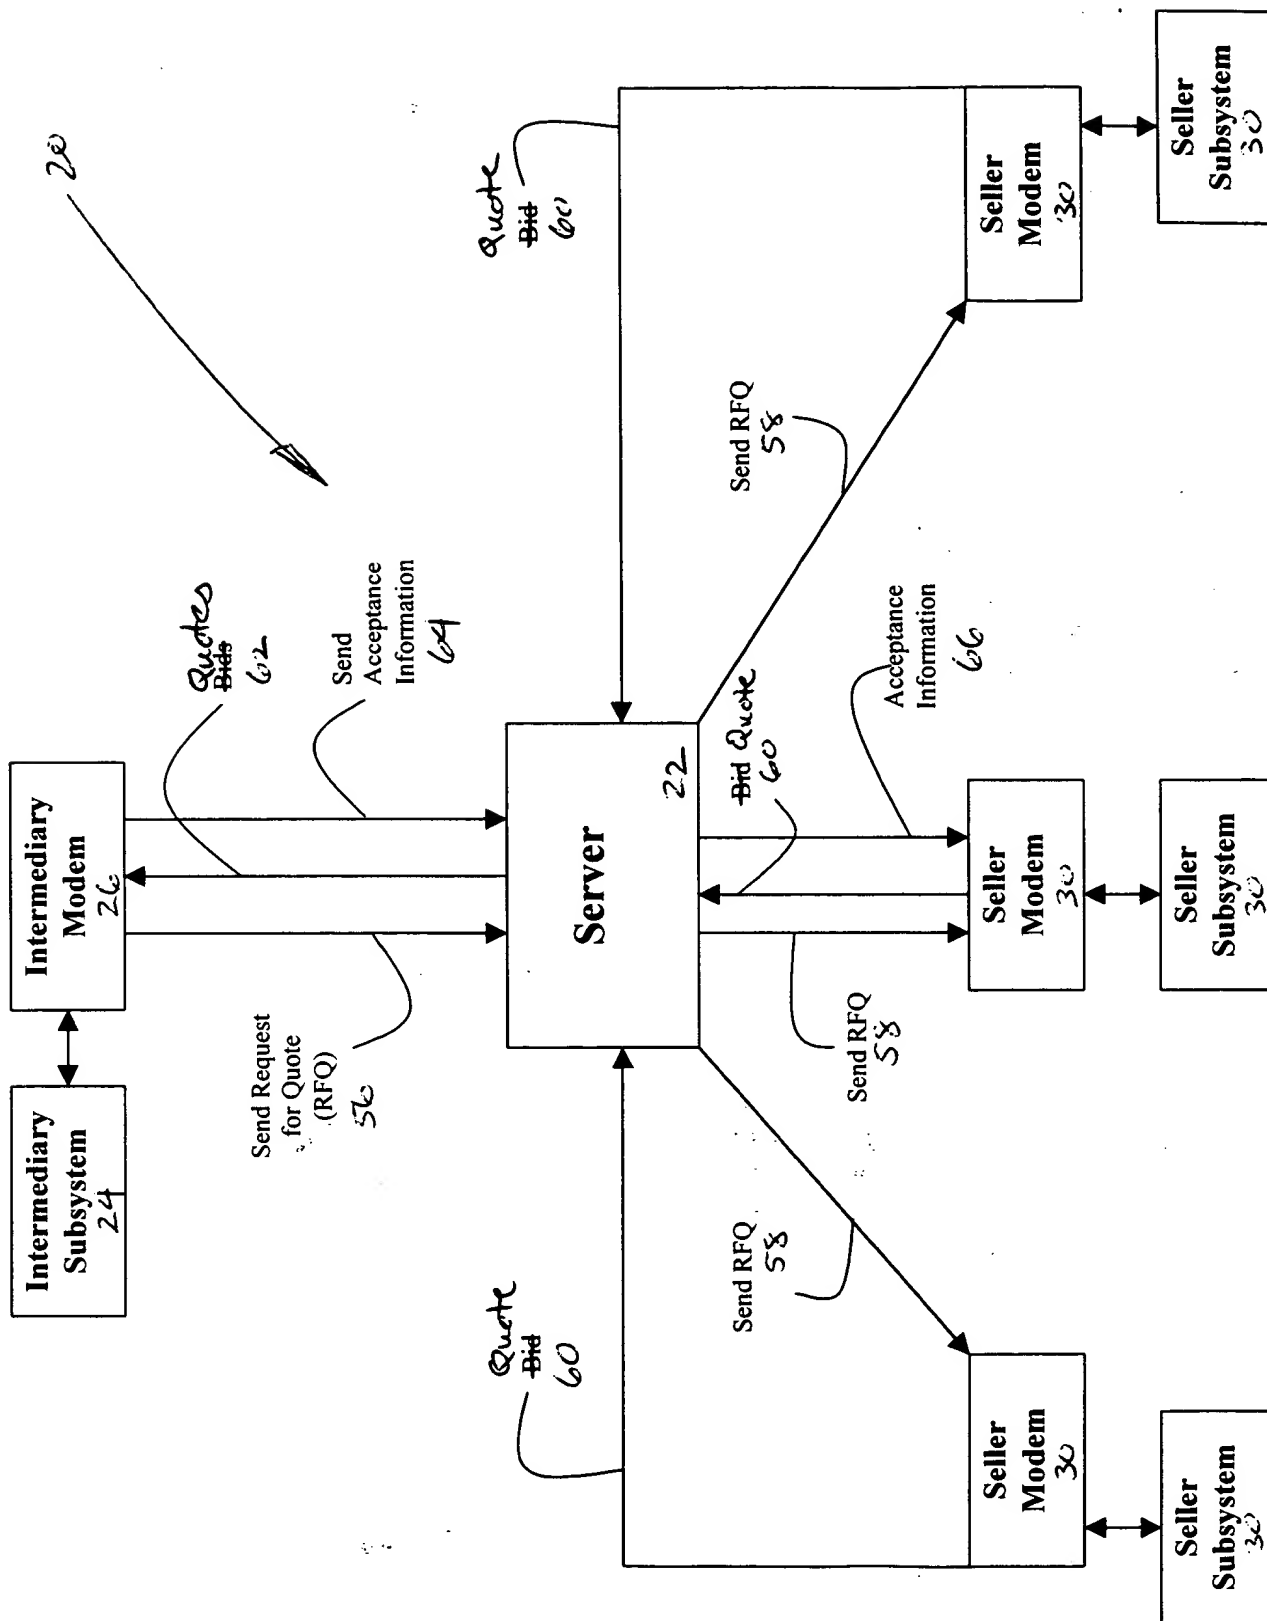 Intermediary
Subsystem
24
Intermediary
Modem
26
20
Send Request
for Quote
(RFQ)
56
Quotes
Bids
62
Send
Acceptance
Information
64
Quote
Bid
60
Server
22
Quote
Bid
60
Send RFQ
58
Send RFQ
58
Bid Quote
60
Acceptance
Information
66
Send RFQ
58
Seller
Modem
30
Seller
Modem
30
Seller
Modem
30
Seller
Subsystem
30
Seller
Subsystem
30
Seller
Subsystem
30